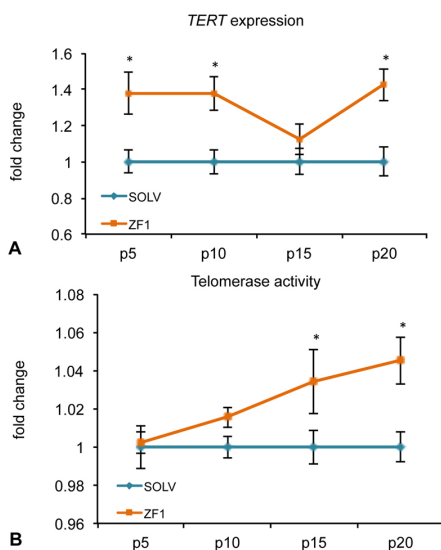 TERT expression
*
*
*
1.6
1.4
1.2
1
0.8
0.6
fold change
SOLV
ZF1
p5 p10 p15 p20
A
Telomerase activity
*
*
1.08
1.06
1.04
1.02
1
0.98
0.96
fold change
SOLV
ZF1
p5 p10 p15 p20
B